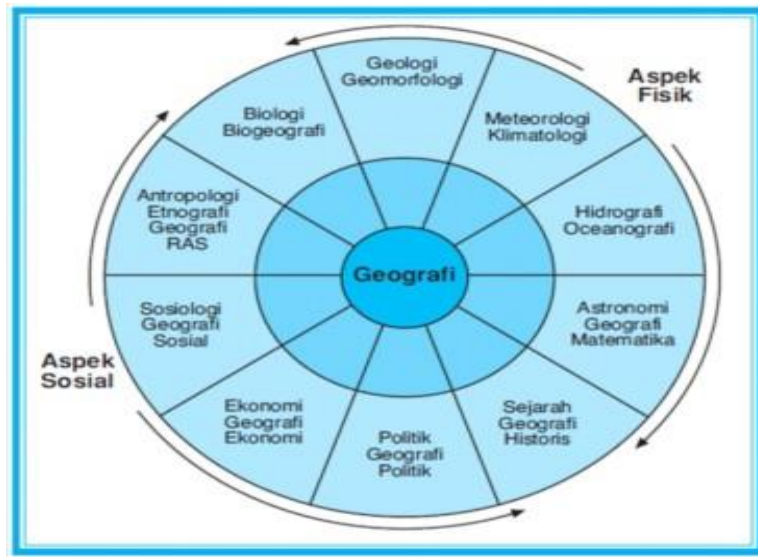 Geologi
Geomorfologi
Aspek
Fisik
Biologi
Biogeografi
Meteorologi
Klimatologi
Antropologi
Etnografi
Geografi
RAS
Hidrografi
Oceanografi
Geografi
Sosiologi
Geografi
Sosial
Astronomi
Geografi
Matematika
Aspek
Sosial
Ekonomi
Geografi
Ekonomi
Politik
Geografi
Politik
Sejarah
Geografi
Historis